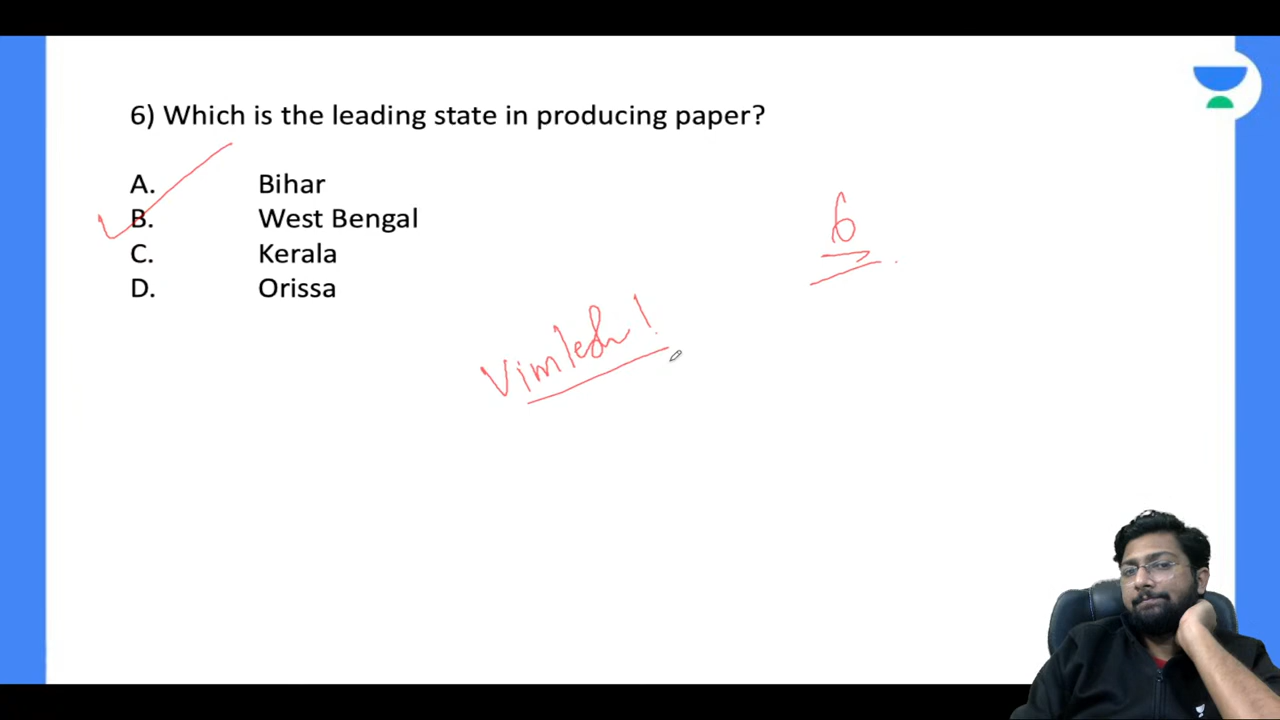 6) Which is the leading state in producing paper?
A. Bihar
B. West Bengal
C. Kerala
D. Orissa
6
Vimlesh !